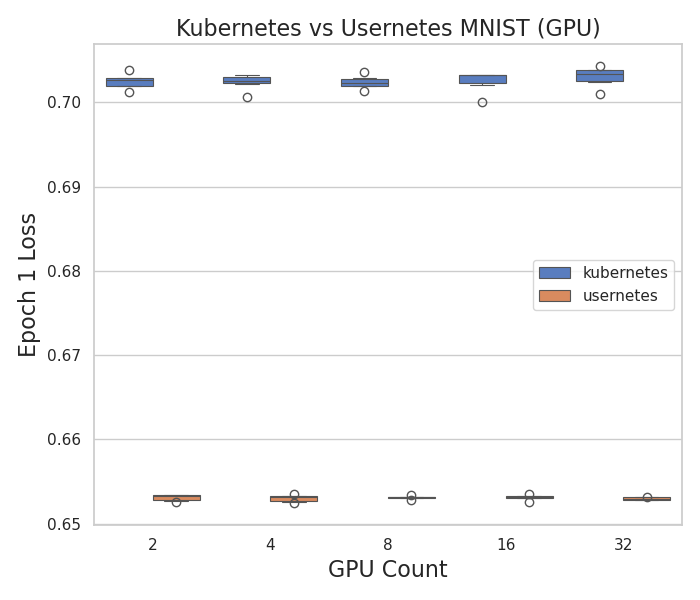 Kubernetes vs Usernetes MNIST (GPU)
Epoch 1 Loss
0.70
0.69
0.68
0.67
0.66
0.65
kubernetes
usernetes
2 4 8 16 32
GPU Count